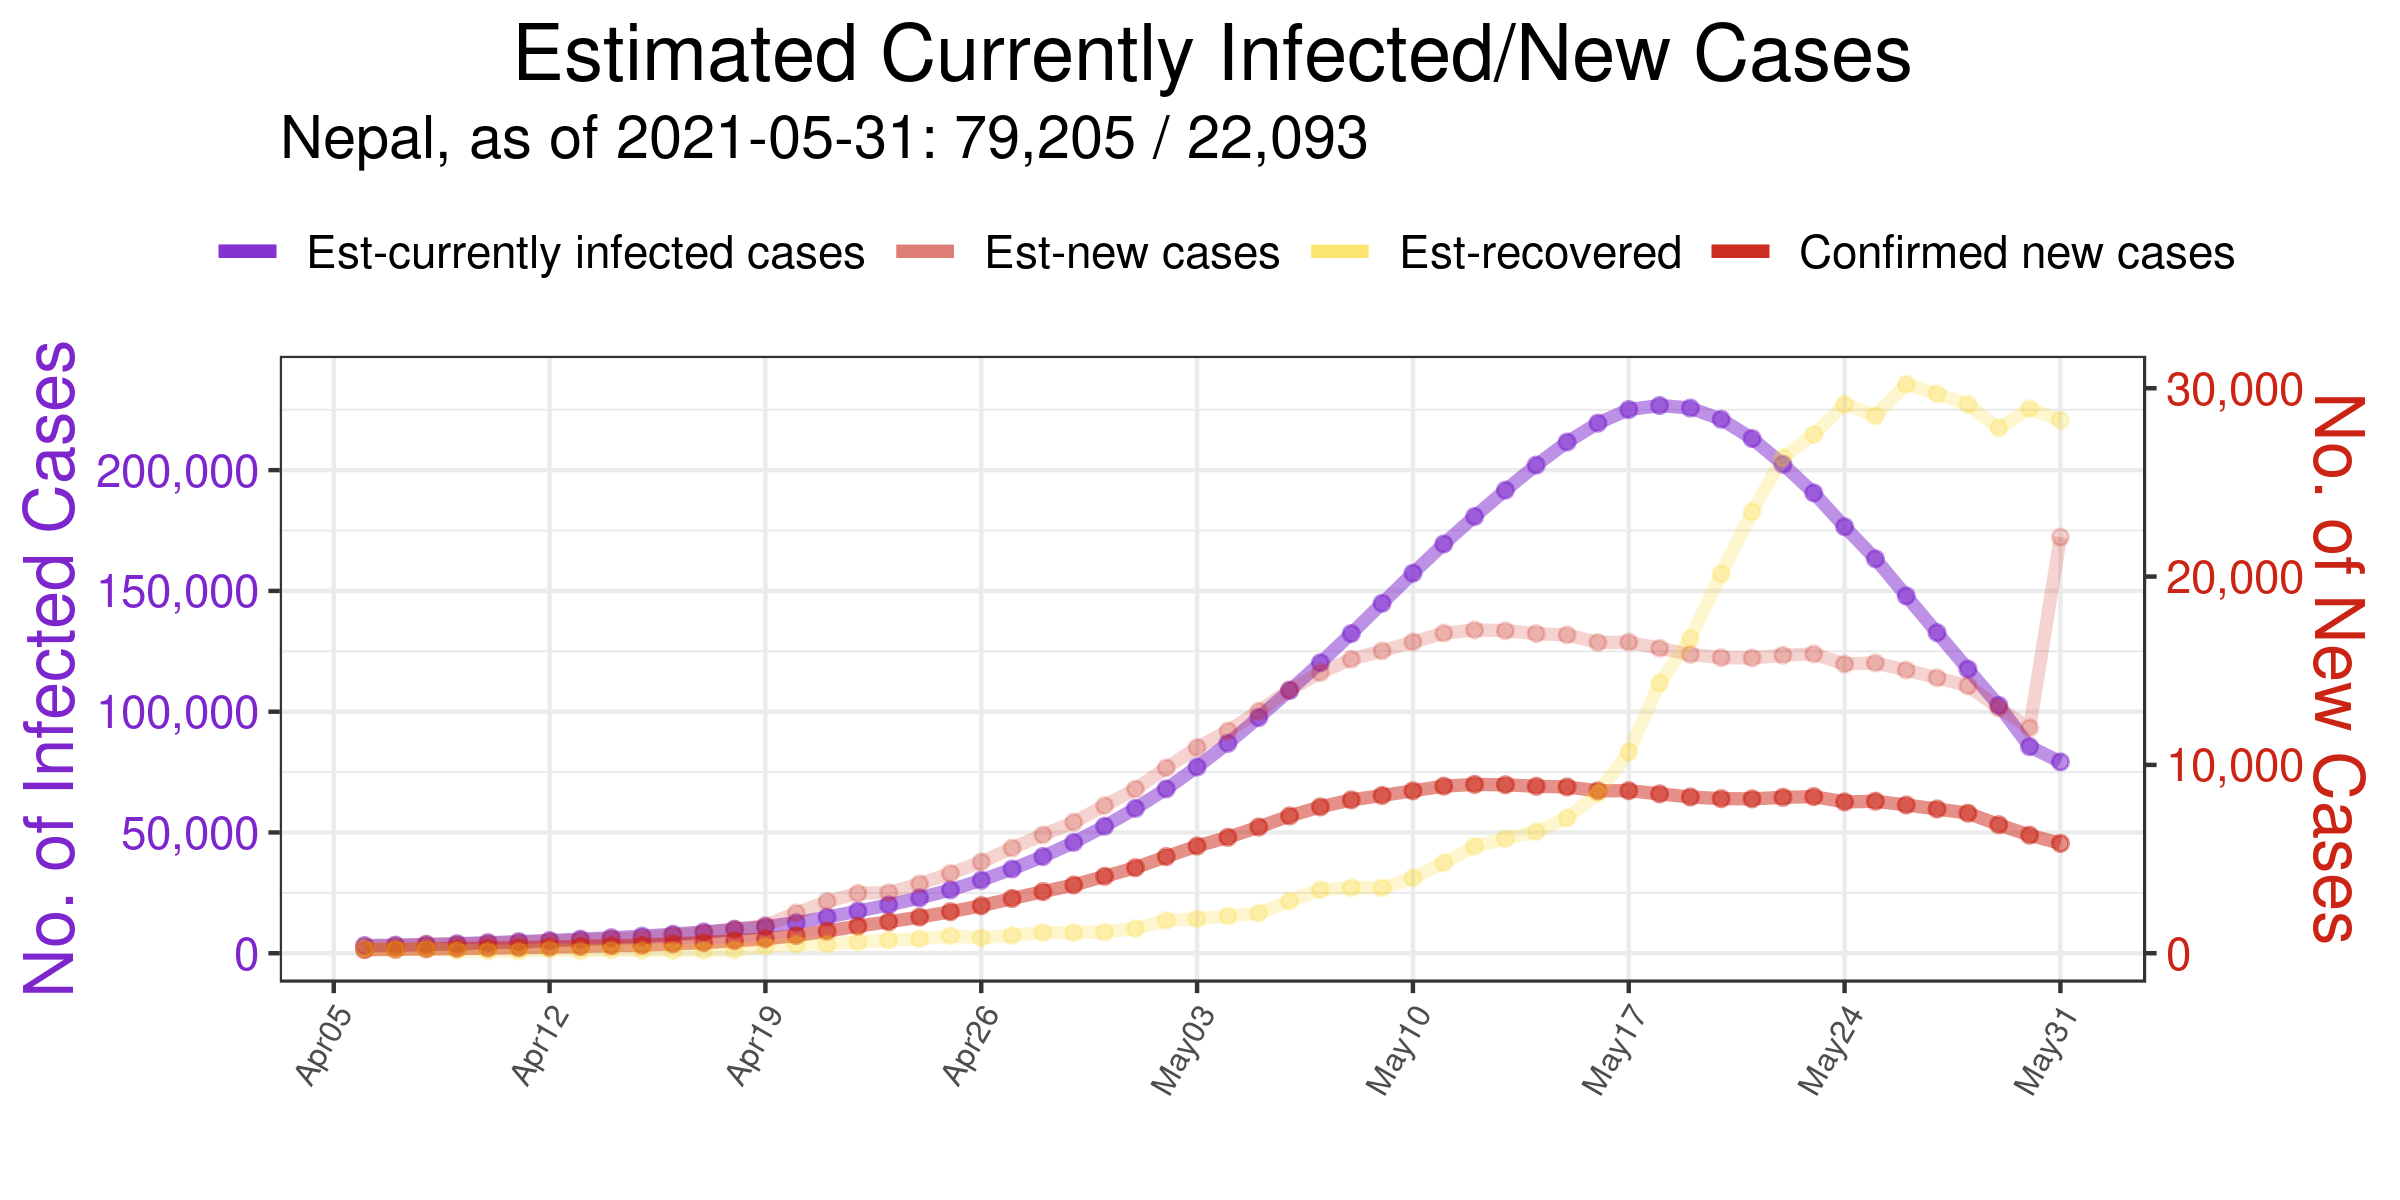 Estimated Currently Infected/New Cases
Nepal, as of 2021-05-31: 79,205 / 22,093
Est-currently infected cases Est-new cases Est-recovered Confirmed new cases
No. of Infected Cases
200,000
150,000
100,000
50,000
0
30,000
20,000
10,000
0
No. of New Cases
Apr05 Apr12 Apr19 Apr26 May03 May10 May17 May24 May31